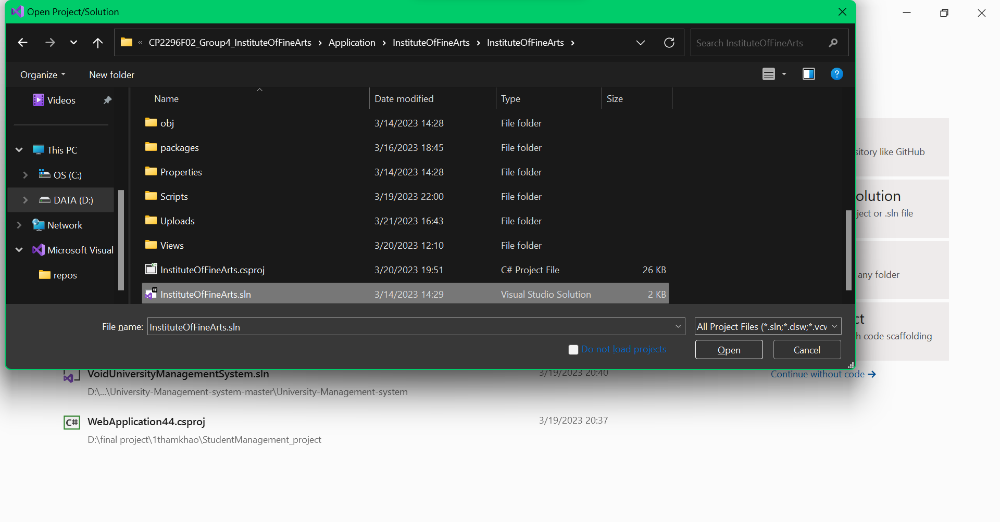 Open Project/Solution
« CP2296F02_Group4_InstituteOfFineArts › Application › InstituteOfFineArts › InstituteOfFineArts ›
Search InstituteOfFineArts
Organize
New folder
?
Videos
This PC
OS (C:)
DATA (D:)
Network
Microsoft Visual
repos
Name Date modified Type Size
obj 3/14/2023 14:28 File folder
packages 3/16/2023 18:45 File folder
Properties 3/14/2023 14:28 File folder
Scripts 3/19/2023 22:00 File folder
Uploads 3/21/2023 16:43 File folder
Views 3/20/2023 12:10 File folder
InstituteOfFineArts.csproj 3/20/2023 19:51 C# Project File 26 KB
InstituteOfFineArts.sln 3/14/2023 14:29 Visual Studio Solution 2 KB
File name: InstituteOfFineArts.sln
All Project Files (*.sln;*.dsw;*.vcv
Do not load projects
Open
Cancel
sitory like GitHub
olution
ject or .sln file
any folder
ct
h code scaffolding
VoidUniversityManagementSystem.sln 3/19/2023 20:40
D:\...\University-Management-system-master\University-Management-system
Continue without code →
C# WebApplication44.csproj 3/19/2023 20:37
D:\final project\1thamkhao\StudentManagement_project